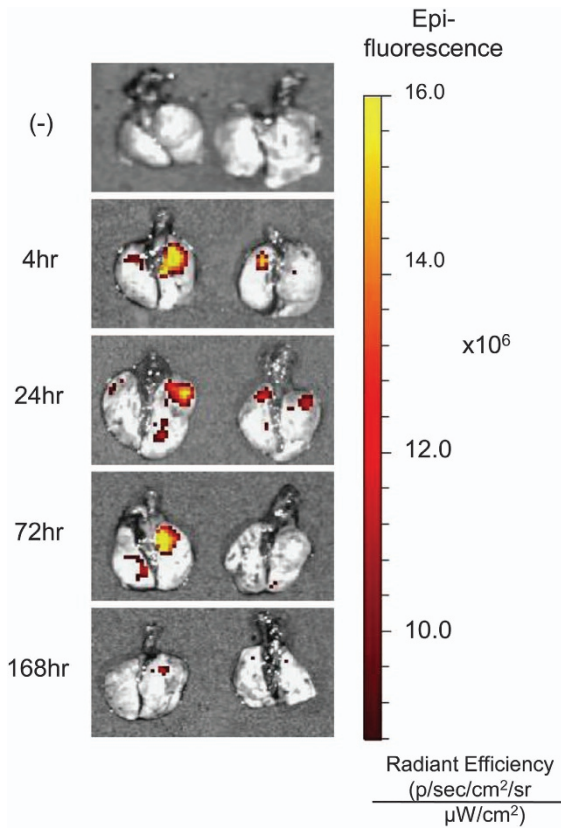 Epi-
fluorescence
(-)
4hr
24hr
72hr
168hr
16.0
14.0
x10⁶
12.0
10.0
Radiant Efficiency
(p/sec/cm²/sr
μW/cm²)